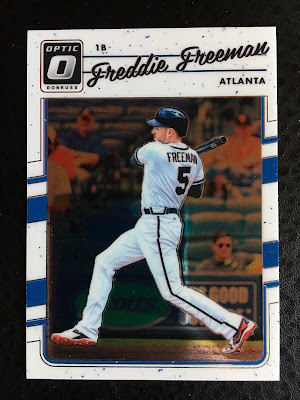 OPTIC
DONRUSS
1B
Freddie Freeman
ATLANTA
FREEMAN
5
GOOD